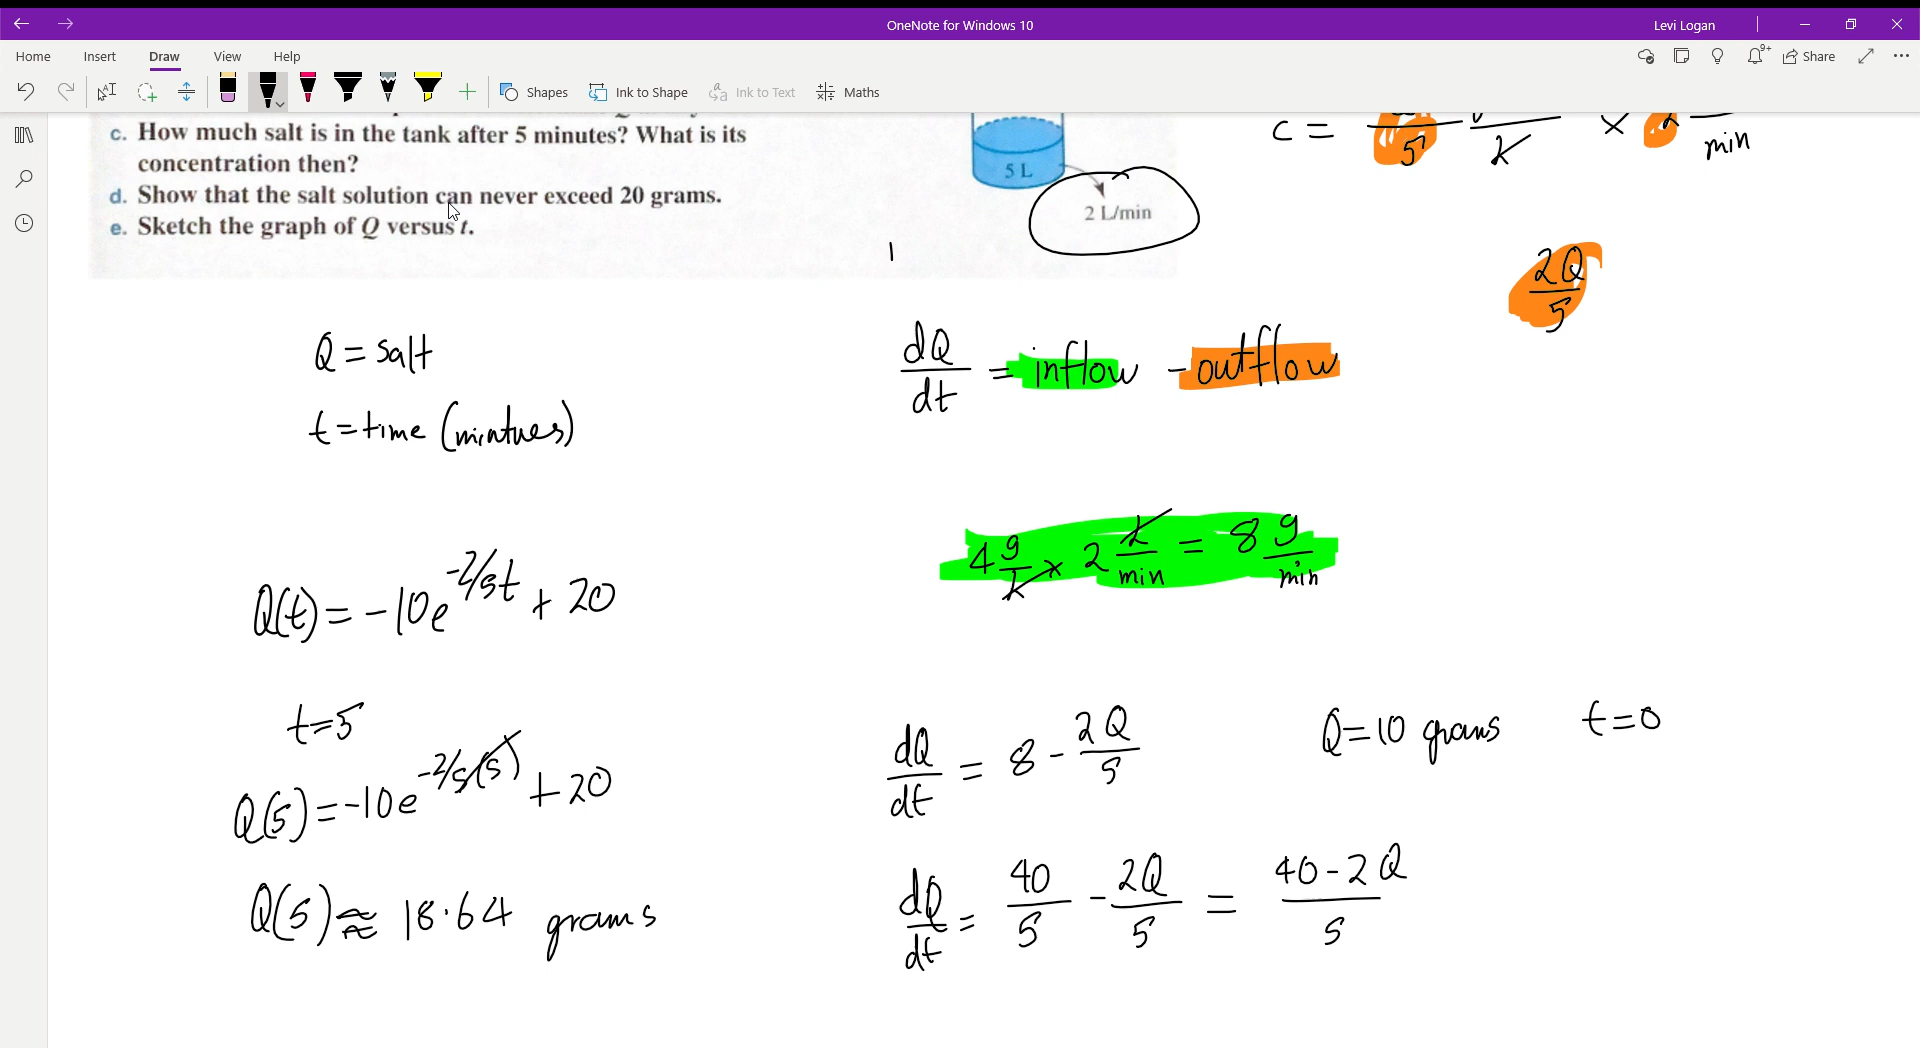 OneNote for Windows 10
Levi Logan
Home Insert Draw View Help
9+ Share
Shapes Ink to Shape Ink to Text Maths
c. How much salt is in the tank after 5 minutes? What is its
concentration then?
d. Show that the salt solution can never exceed 20 grams.
e. Sketch the graph of Q versus t.
5 L
2 L/min
c = 5 L × 2 min
2Q/5
Q = salt
t = time (mintues)
dQ/dt = inflow - outflow
4 g/L × 2 L/min = 8 g/min
Q(t) = -10e^{-2/5t} + 20
t=5
Q(5) = -10e^{-2/5(5)} + 20
Q(5) ≈ 18.64 grams
dQ/dt = 8 - 2Q/5
Q=10 grams t=0
dQ/dt = 40/5 - 2Q/5 = 40-2Q/5